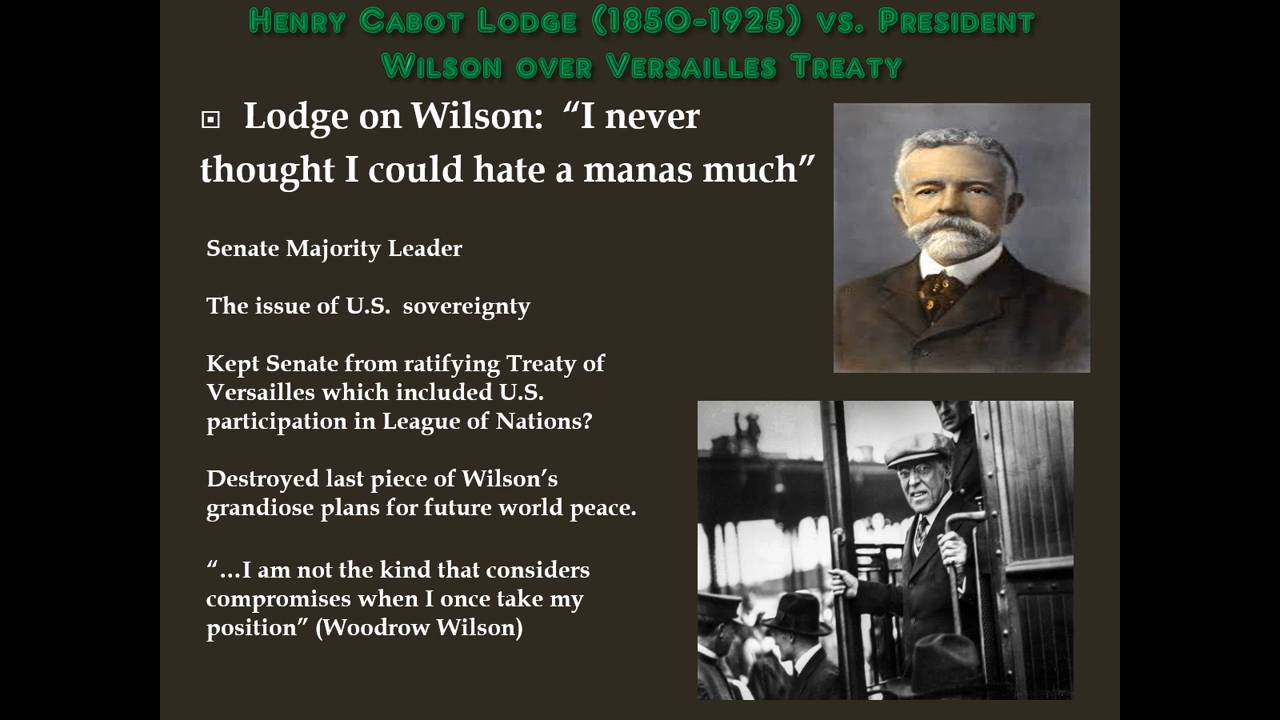 Henry Cabot Lodge (1850-1925) vs. President
Wilson over Versailles Treaty
Lodge on Wilson:  “I never
thought I could hate a manas much”
Senate Majority Leader
The issue of U.S.  sovereignty
Kept Senate from ratifying Treaty of
Versailles which included U.S.
participation in League of Nations?
Destroyed last piece of Wilson’s
grandiose plans for future world peace.
“…I am not the kind that considers
compromises when I once take my
position” (Woodrow Wilson)